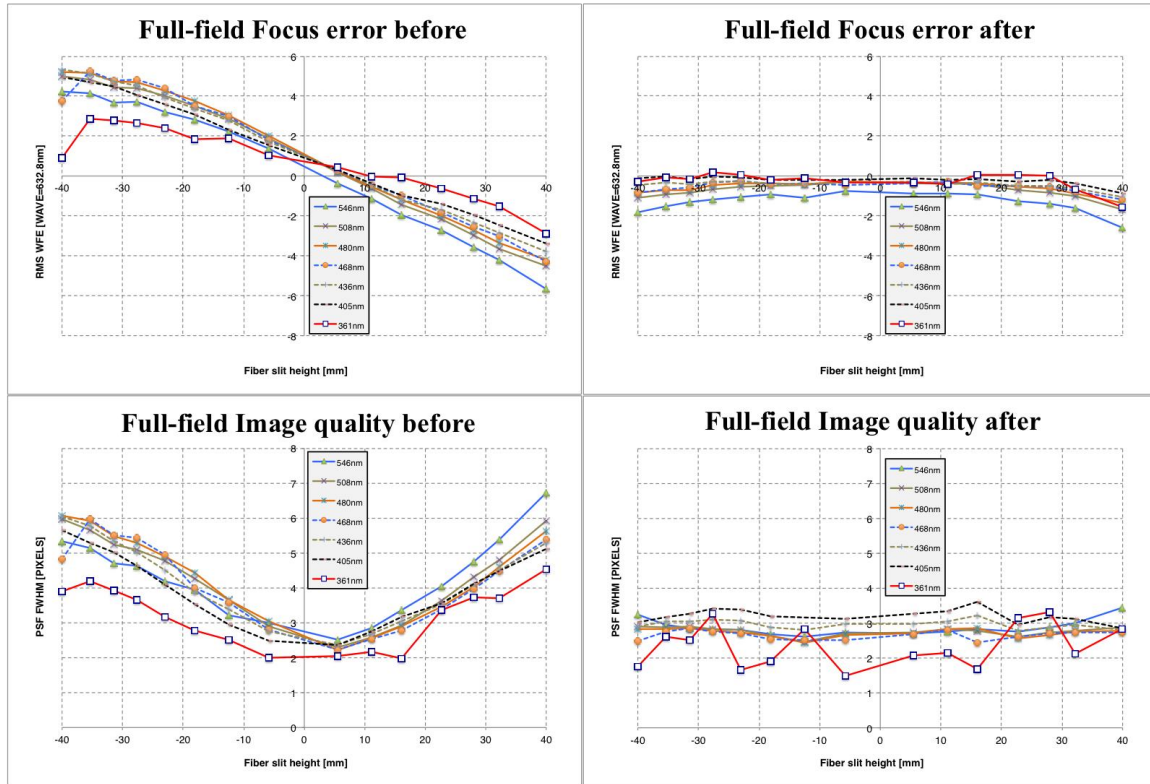 Full-field Focus error before
8
6
4
2
0
-2
-4
-6
-8
-40 -30 -20 -10 0 10 20 30 40
RMS WFE [WAVE=632.8nm]
546nm
508nm
480nm
468nm
436nm
405nm
361nm
Fiber slit height [mm]
Full-field Focus error after
8
6
4
2
0
-2
-4
-6
-8
-40 -30 -20 -10 0 10 20 30 40
RMS WFE [WAVE=632.8nm]
546nm
508nm
480nm
468nm
436nm
405nm
361nm
Fiber slit height [mm]
Full-field Image quality before
8
7
6
5
4
3
2
1
0
-40 -30 -20 -10 0 10 20 30 40
PSF FWHM [PIXELS]
546nm
508nm
480nm
468nm
436nm
405nm
361nm
Fiber slit height [mm]
Full-field Image quality after
8
7
6
5
4
3
2
1
0
-40 -30 -20 -10 0 10 20 30 40
PSF FWHM [PIXELS]
546nm
508nm
480nm
468nm
436nm
405nm
361nm
Fiber slit height [mm]